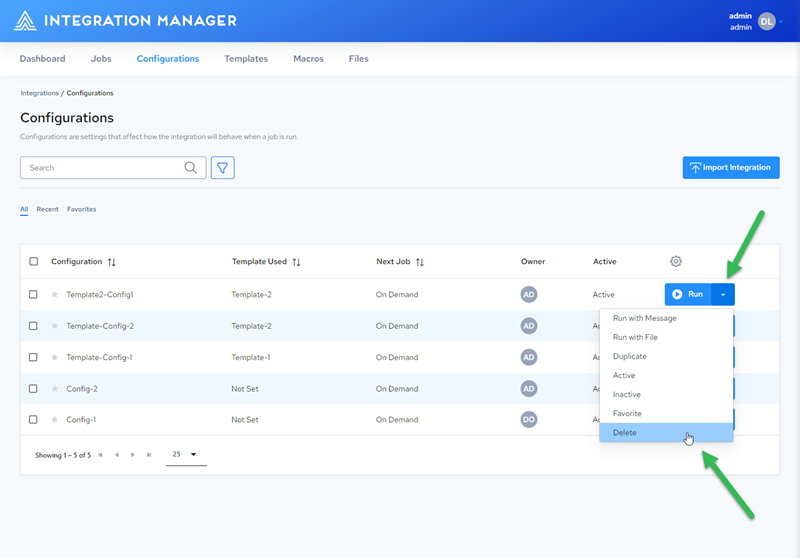 INTEGRATION MANAGER
admin
admin
DL
Dashboard Jobs Configurations Templates Macros Files
Integrations / Configurations
Configurations
Configurations are settings that affect how the integration will behave when a job is run.
Search
Import Integration
All Recent Favorites
Configuration Template Used Next Job Owner Active
Template2-Config1 Template-2 On Demand AD Active Run
Run with Message
Template-Config-2 Template-2 On Demand AD
Run with File
Duplicate
Template-Config-1 Template-1 On Demand AD
Active
Config-2 Not Set On Demand AD
Inactive
Favorite
Config-1 Not Set On Demand DO
Delete
Showing 1 – 5 of 5 25